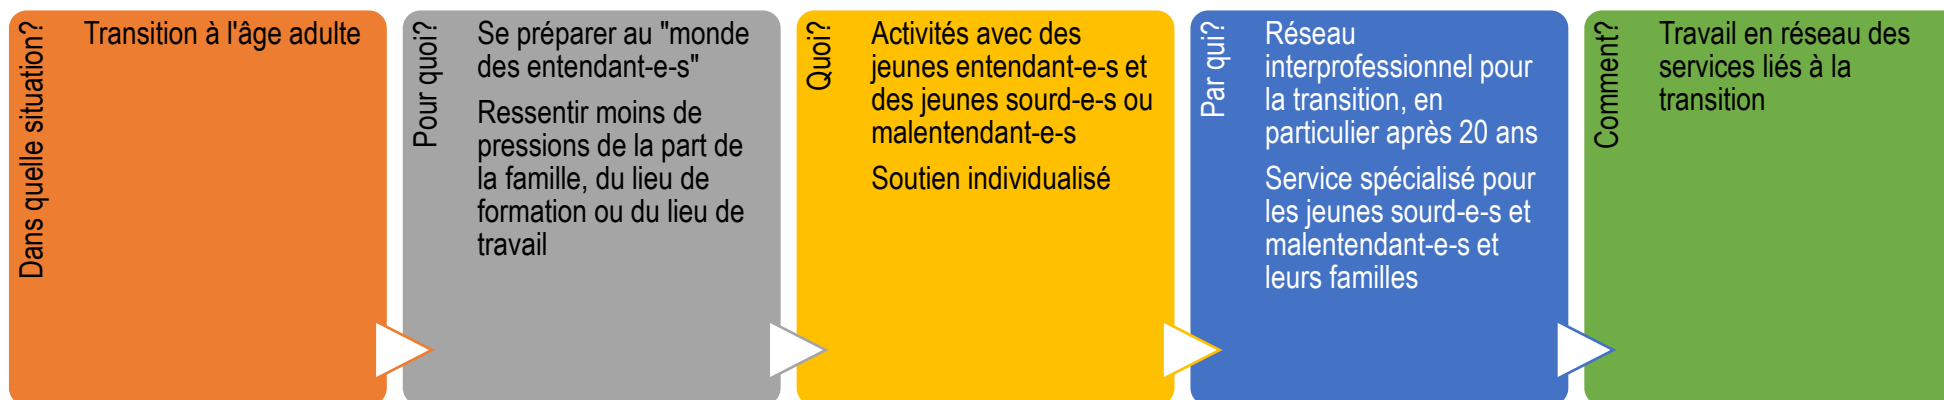 Dans quelle situation?
Transition à l'âge adulte
Pour quoi?
Se préparer au "monde
des entendant-e-s"
Ressentir moins de
pressions de la part de
la famille, du lieu de
formation ou du lieu de
travail
Quoi?
Activités avec des
jeunes entendant-e-s et
des jeunes sourd-e-s ou
malentendant-e-s
Soutien individualisé
Par qui?
Réseau
interprofessionnel pour
la transition, en
particulier après 20 ans
Service spécialisé pour
les jeunes sourd-e-s et
malentendant-e-s et
leurs familles
Comment?
Travail en réseau des
services liés à la
transition